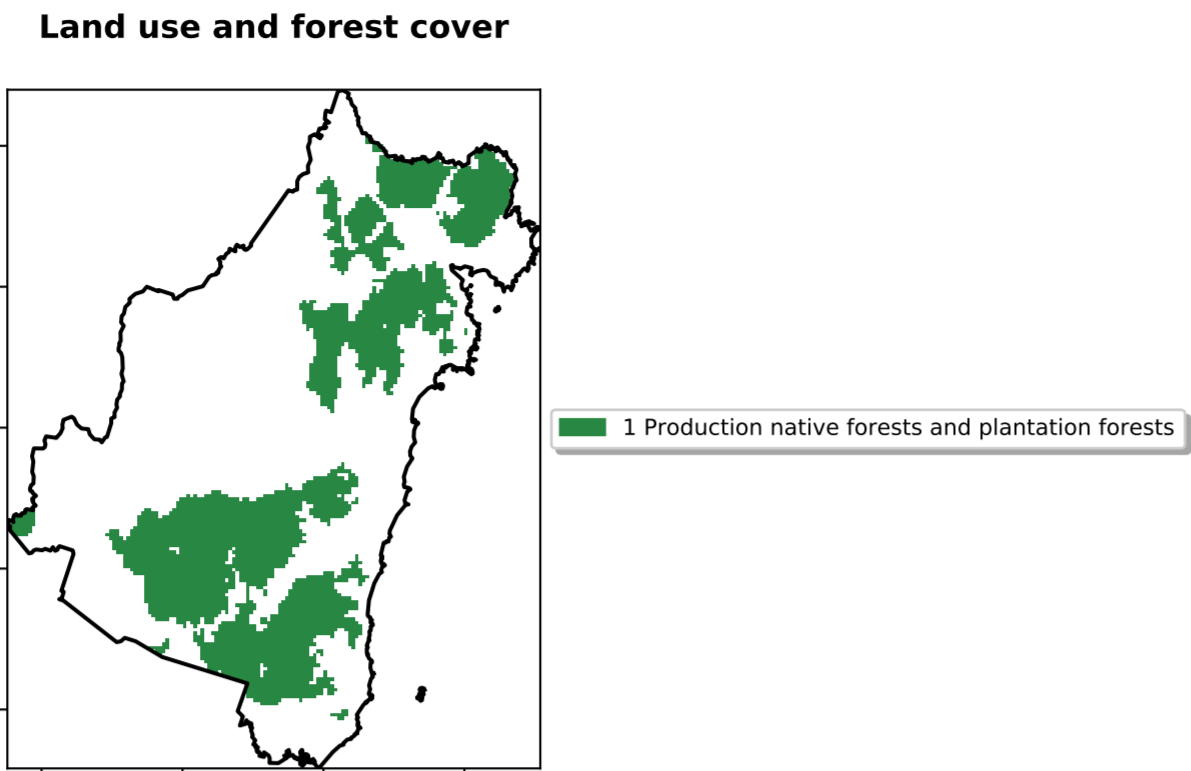 Land use and forest cover
1 Production native forests and plantation forests